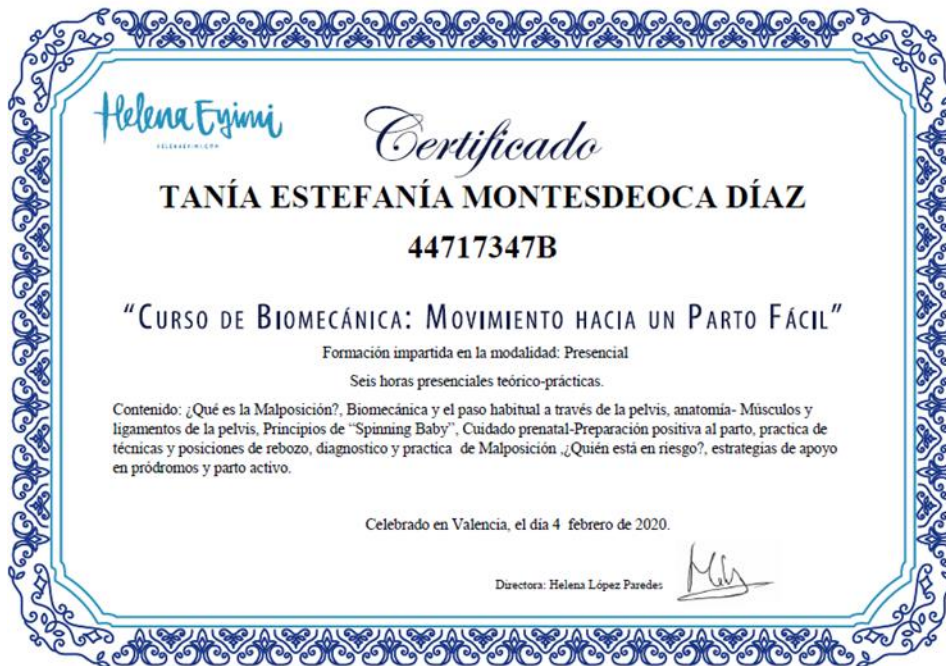 Helena Eyimi
HELENAEYIMI.COM
Certificado
TANÍA ESTEFANÍA MONTESDEOCA DÍAZ
44717347B
“CURSO DE BIOMECÁNICA: MOVIMIENTO HACIA UN PARTO FÁCIL”
Formación impartida en la modalidad: Presencial
Seis horas presenciales teórico-prácticas.
Contenido: ¿Qué es la Malposición?, Biomecánica y el paso habitual a través de la pelvis, anatomía- Músculos y
ligamentos de la pelvis, Principios de “Spinning Baby”, Cuidado prenatal-Preparación positiva al parto, practica de
técnicas y posiciones de rebozo, diagnostico y practica de Malposición ,¿Quién está en riesgo?, estrategias de apoyo
en pródromos y parto activo.
Celebrado en Valencia, el día 4 febrero de 2020.
Directora: Helena López Paredes